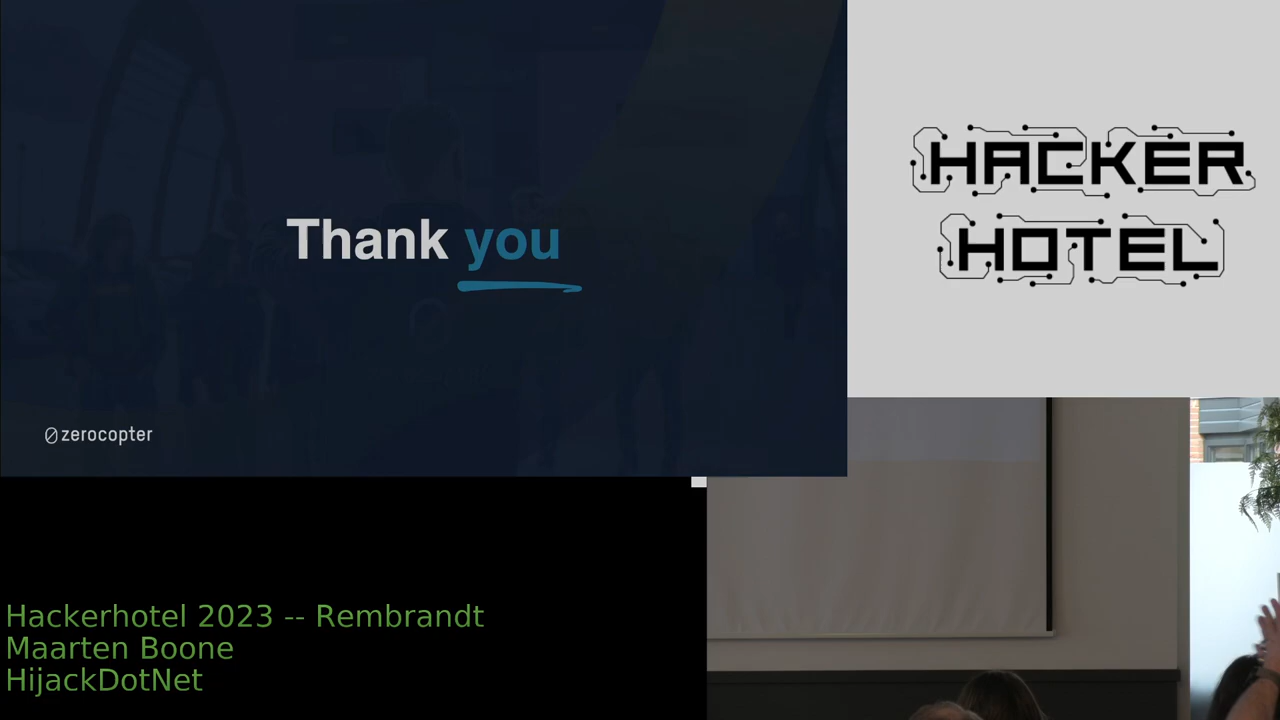 Thank you
zerocopter
HACKER
HOTEL
Hackerhotel 2023 -- Rembrandt
Maarten Boone
HijackDotNet